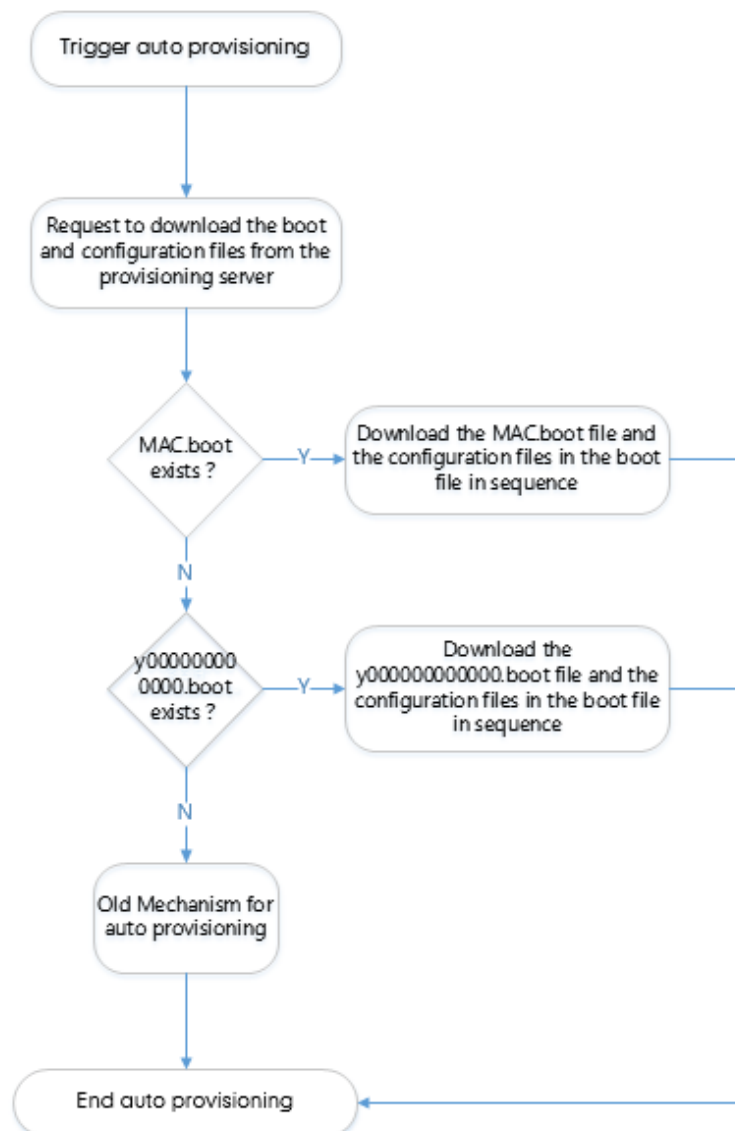 Trigger auto provisioning
Request to download the boot
and configuration files from the
provisioning server
MAC.boot
exists ?
Y
Download the MAC.boot file and
the configuration files in the boot
file in sequence
N
y00000000
0000.boot
exists ?
Y
Download the
y000000000000.boot file and the
configuration files in the boot file
in sequence
N
Old Mechanism for
auto provisioning
End auto provisioning